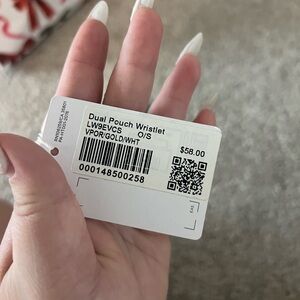 Dual Pouch Wristlet
LW9EVCS O/S
VPOR/GOLD/WHT
$58.00
000148500258